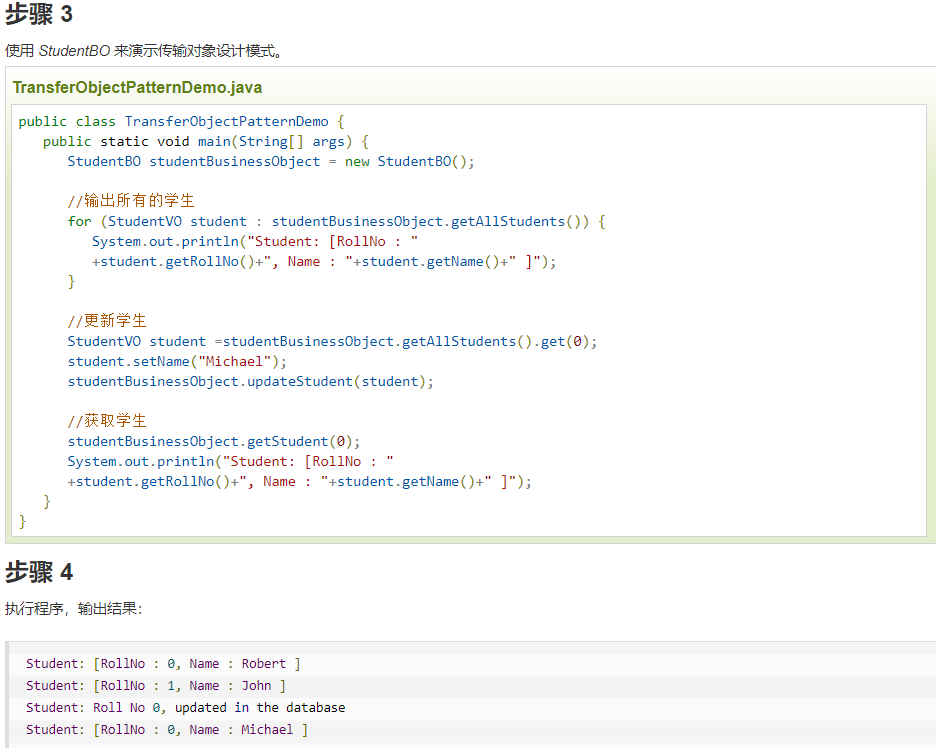 步骤 3
使用 StudentBO 来演示传输对象设计模式。
TransferObjectPatternDemo.java
public class TransferObjectPatternDemo {
   public static void main(String[] args) {
      StudentBO studentBusinessObject = new StudentBO();

      //输出所有的学生
      for (StudentVO student : studentBusinessObject.getAllStudents()) {
         System.out.println("Student: [RollNo : "
         +student.getRollNo()+", Name : "+student.getName()+" ]");
      }

      //更新学生
      StudentVO student =studentBusinessObject.getAllStudents().get(0);
      student.setName("Michael");
      studentBusinessObject.updateStudent(student);

      //获取学生
      studentBusinessObject.getStudent(0);
      System.out.println("Student: [RollNo : "
      +student.getRollNo()+", Name : "+student.getName()+" ]");
   }
}
步骤 4
执行程序，输出结果：
Student: [RollNo : 0, Name : Robert ]
Student: [RollNo : 1, Name : John ]
Student: Roll No 0, updated in the database
Student: [RollNo : 0, Name : Michael ]